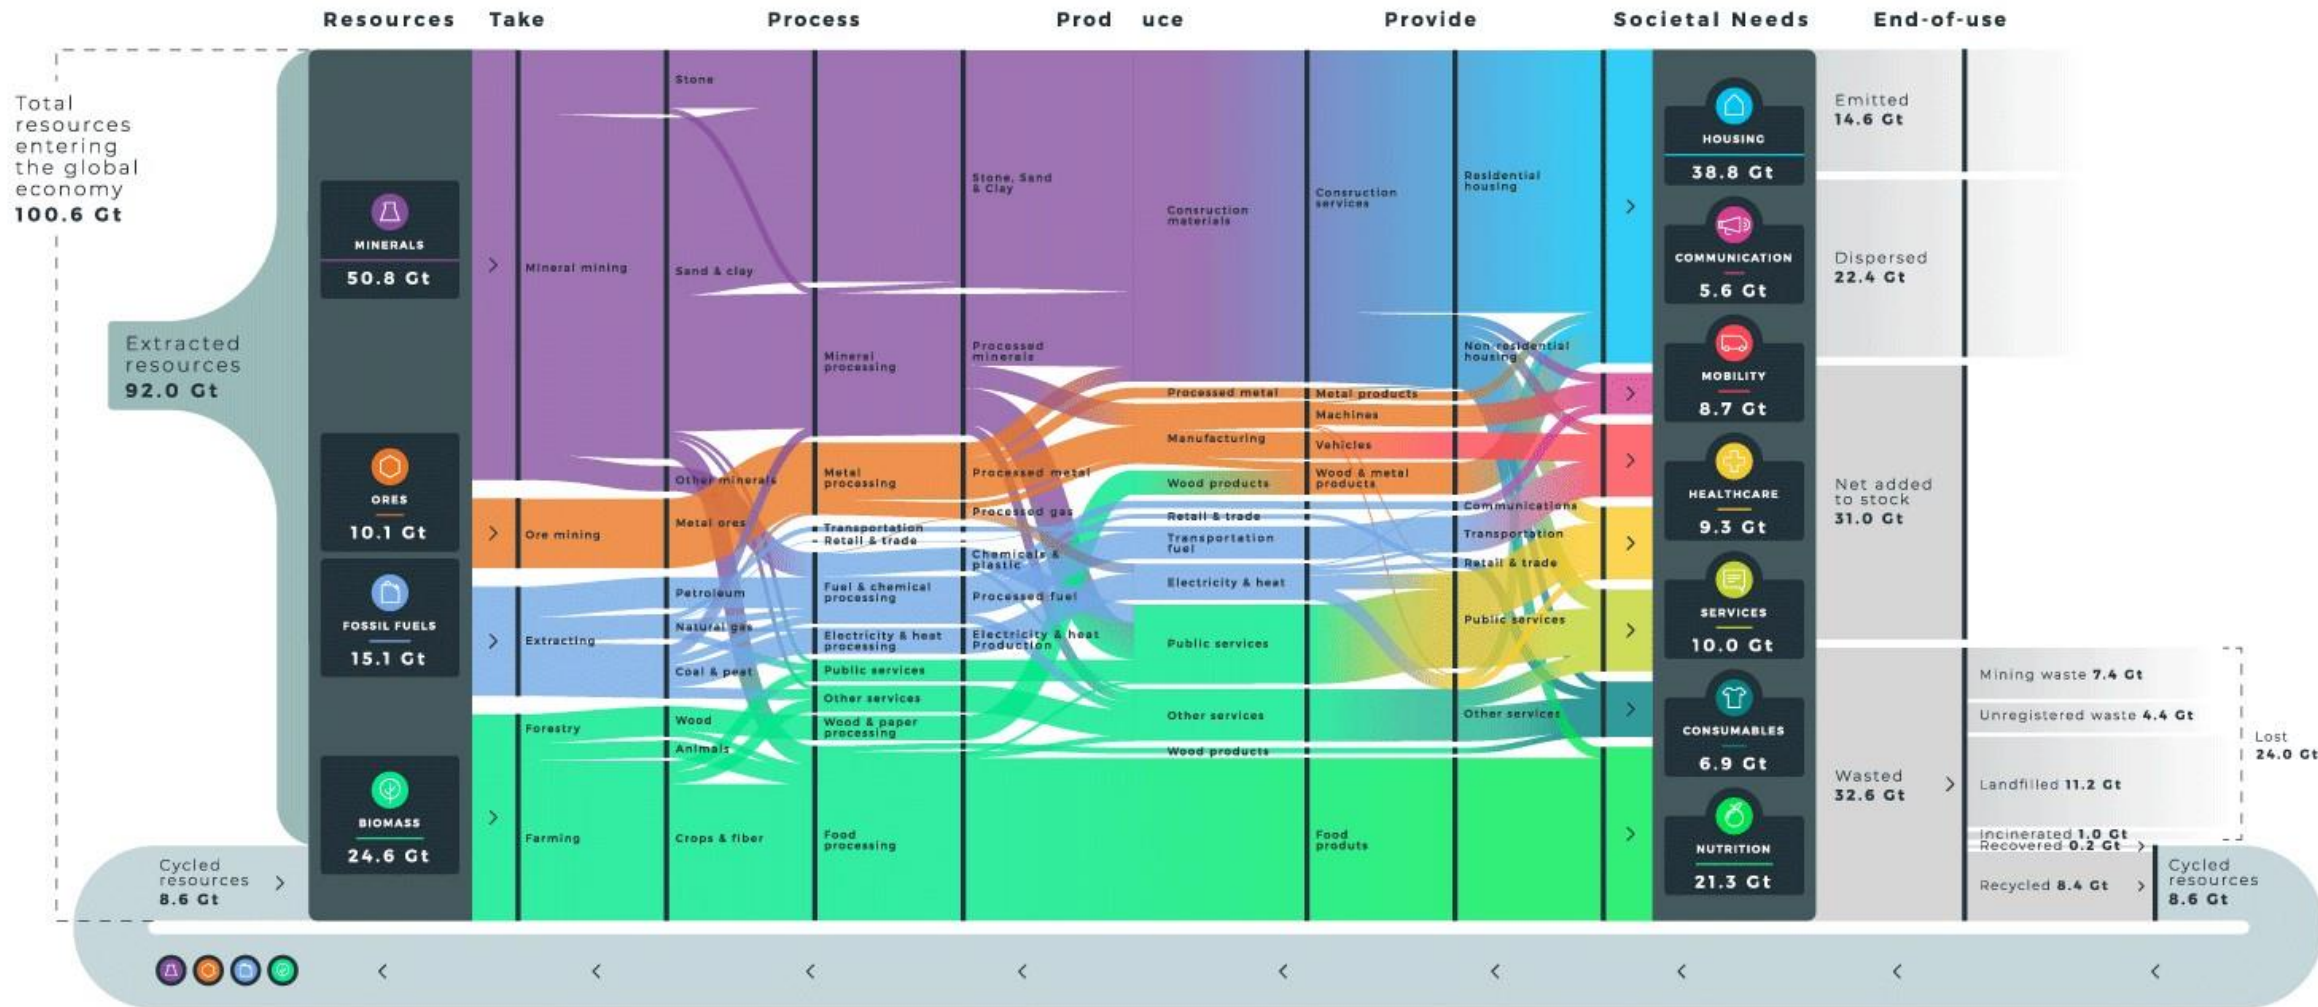 Resources
Take
Process
Prod uce
Provide
Societal Needs
End-of-use
Total
resources
entering
the global
economy
100.6 Gt
Extracted
resources
92.0 Gt
Cycled
resources
8.6 Gt
MINERALS
50.8 Gt
ORES
10.1 Gt
FOSSIL FUELS
15.1 Gt
BIOMASS
24.6 Gt
Mineral mining
Ore mining
Extracting
Forestry
Farming
Stone
Sand & clay
Other minerals
Metal ores
Petroleum
Natural gas
Coal & peat
Wood
Animals
Crops & fiber
Mineral
processing
Metal
processing
Transportation
Retail & trade
Fuel & chemical
processing
Electricity & heat
processing
Public services
Other services
Wood & paper
processing
Food
processing
Stone, Sand
& Clay
Processed
minerals
Processed metal
Processed gas
Chemicals &
plastic
Processed fuel
Electricity & heat
Production
Consruction
materials
Processed metal
Manufacturing
Wood products
Retail & trade
Transportation
fuel
Electricity & heat
Public services
Other services
Wood products
Consruction
services
Metal products
Machines
Vehicles
Wood & metal
products
Food
produts
Residential
housing
Non-residential
housing
Communications
Transportation
Retail & trade
Public services
Other services
HOUSING
38.8 Gt
COMMUNICATION
5.6 Gt
MOBILITY
8.7 Gt
HEALTHCARE
9.3 Gt
SERVICES
10.0 Gt
CONSUMABLES
6.9 Gt
NUTRITION
21.3 Gt
Emitted
14.6 Gt
Dispersed
22.4 Gt
Net added
to stock
31.0 Gt
Wasted
32.6 Gt
Mining waste 7.4 Gt
Unregistered waste 4.4 Gt
Landfilled 11.2 Gt
Incinerated 1.0 Gt
Recovered 0.2 Gt
Recycled 8.4 Gt
Lost
24.0 Gt
Cycled
resources
8.6 Gt